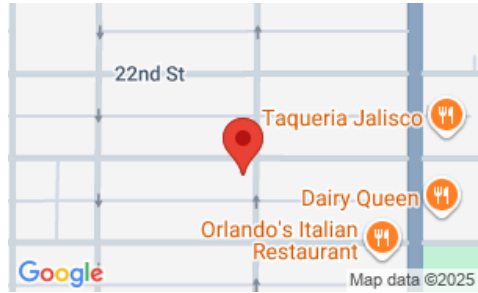 22nd St
Taqueria Jalisco
Dairy Queen
Orlando's Italian
Restaurant
Google
Map data ©2025